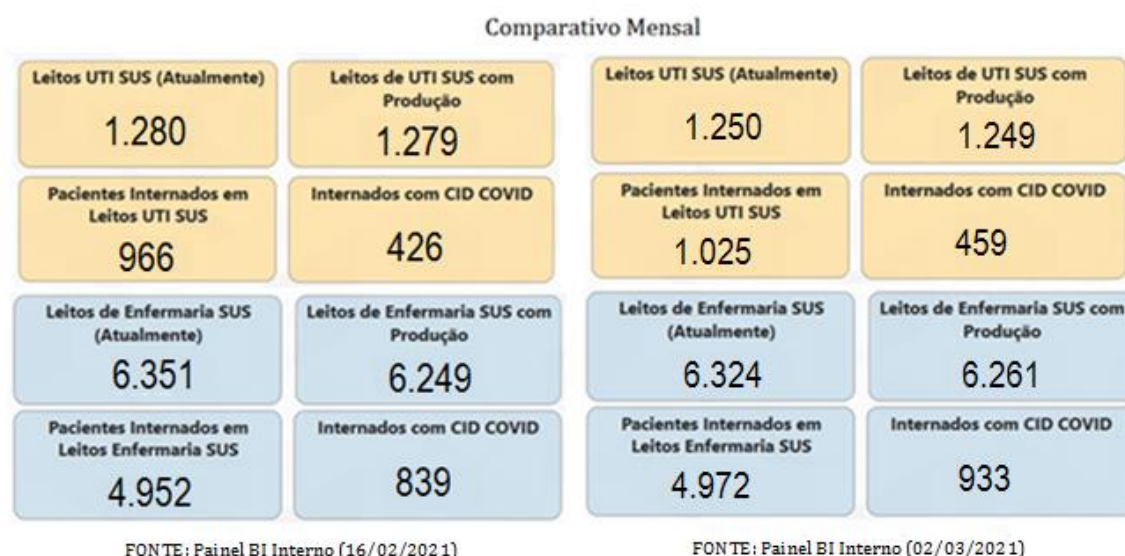 Comparativo Mensal
Leitos UTI SUS (Atualmente)
1.280
Leitos de UTI SUS com
Produção
1.279
Pacientes Internados em
Leitos UTI SUS
966
Internados com CID COVID
426
Leitos de Enfermaria SUS
(Atualmente)
6.351
Leitos de Enfermaria SUS com
Produção
6.249
Pacientes Internados em
Leitos Enfermaria SUS
4.952
Internados com CID COVID
839
FONTE: Painel BI Interno (16/02/2021)
Leitos UTI SUS (Atualmente)
1.250
Leitos de UTI SUS com
Produção
1.249
Pacientes Internados em
Leitos UTI SUS
1.025
Internados com CID COVID
459
Leitos de Enfermaria SUS
(Atualmente)
6.324
Leitos de Enfermaria SUS com
Produção
6.261
Pacientes Internados em
Leitos Enfermaria SUS
4.972
Internados com CID COVID
933
FONTE: Painel BI Interno (02/03/2021)